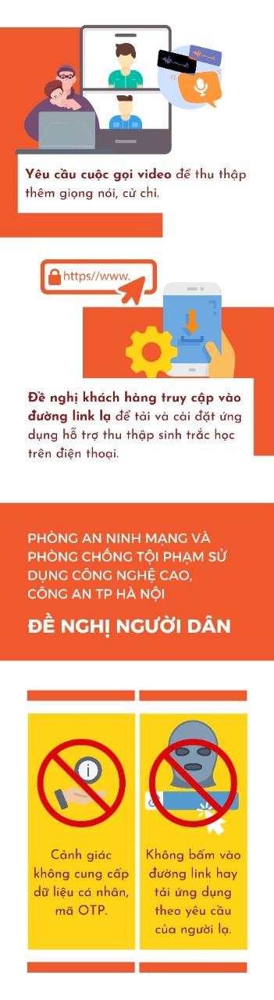 Yêu cầu cuộc gọi video để thu thập
thêm giọng nói, cử chỉ.
https//www.
Đề nghị khách hàng truy cập vào
đường link lạ để tải và cài đặt ứng
dụng hỗ trợ thu thập sinh trắc học
trên điện thoại.
PHÒNG AN NINH MẠNG VÀ
PHÒNG CHỐNG TỘI PHẠM SỬ
DỤNG CÔNG NGHỆ CAO,
CÔNG AN TP HÀ NỘI
ĐỀ NGHỊ NGƯỜI DÂN
i
Cảnh giác
không cung cấp
dữ liệu cá nhân,
mã OTP.
Không bấm vào
đường link hay
tải ứng dụng
theo yêu cầu
của người lạ.